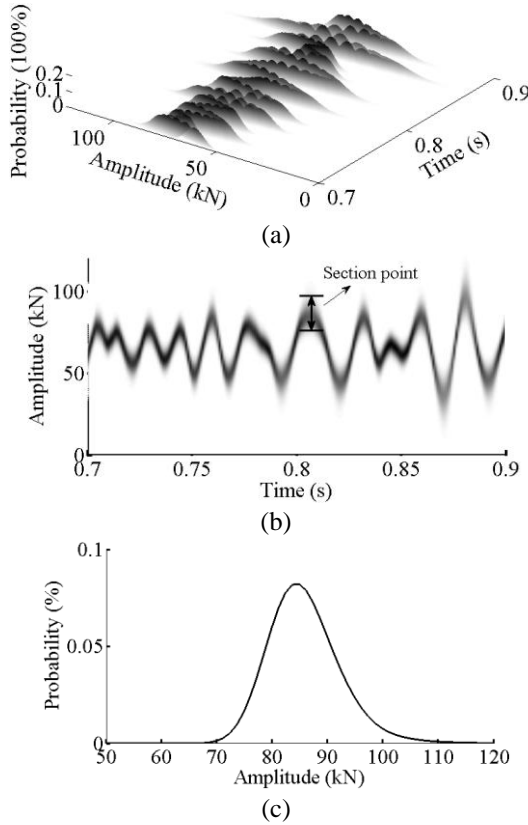 Probability (100%)
0.2
0.1
0
100
50
0
Amplitude (kN)
0.7
0.8
0.9
Time (s)
(a)
Amplitude (kN)
100
50
0
Section point
0.7
0.75
0.8
0.85
0.9
Time (s)
(b)
Probability (%)
0.1
0.05
0
50
60
70
80
90
100
110
120
Amplitude (kN)
(c)